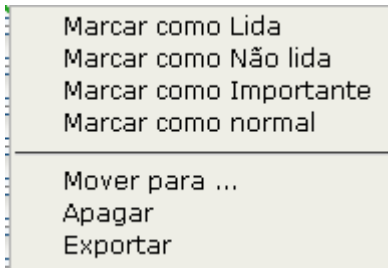 Marcar como Lida
Marcar como Não lida
Marcar como Importante
Marcar como normal
Mover para ...
Apagar
Exportar